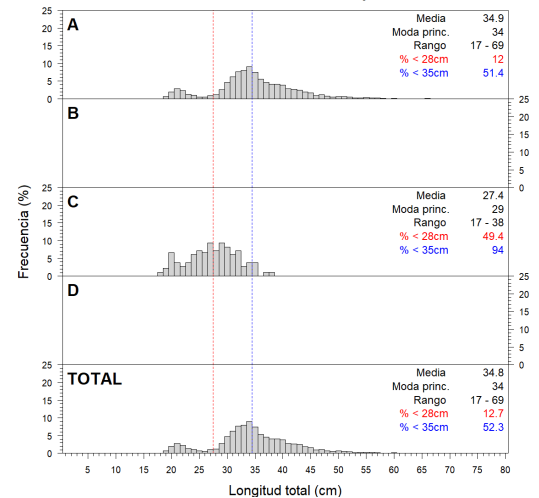 25
20
15
10
5
0
A
Media 34.9
Moda princ. 34
Rango 17 - 69
% < 28cm 12
% < 35cm 51.4
B
25
20
15
10
5
0
25
20
15
10
5
0
C
Media 27.4
Moda princ. 29
Rango 17 - 38
% < 28cm 49.4
% < 35cm 94
D
25
20
15
10
5
0
25
20
15
10
5
0
TOTAL
Media 34.8
Moda princ. 34
Rango 17 - 69
% < 28cm 12.7
% < 35cm 52.3
Frecuencia (%)
5 10 15 20 25 30 35 40 45 50 55 60 65 70 75 80
Longitud total (cm)